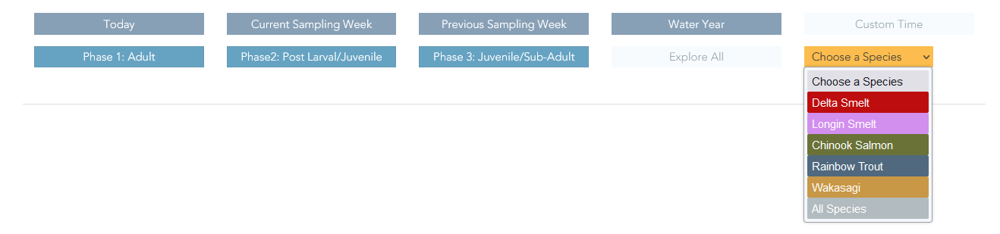 Today
Current Sampling Week
Previous Sampling Week
Water Year
Custom Time
Phase 1: Adult
Phase2: Post Larval/Juvenile
Phase 3: Juvenile/Sub-Adult
Explore All
Choose a Species
Choose a Species
Delta Smelt
Longin Smelt
Chinook Salmon
Rainbow Trout
Wakasagi
All Species